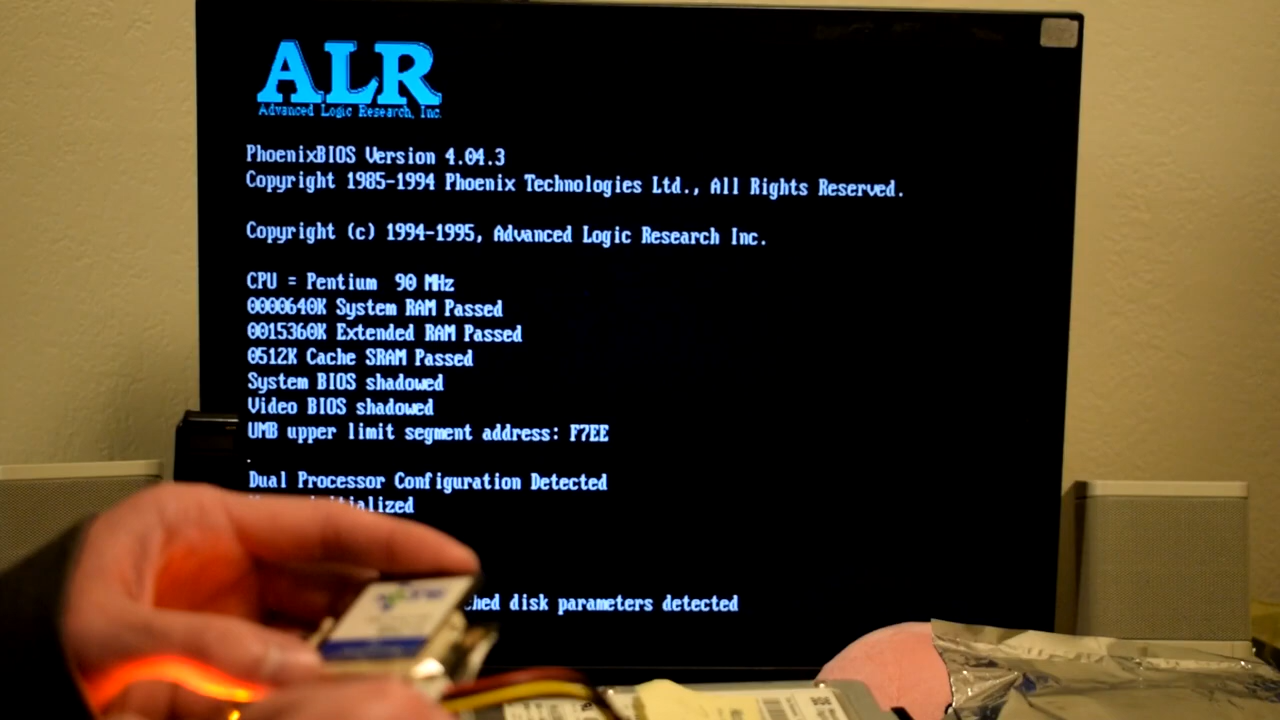 ALR
Advanced Logic Research, Inc.
PhoenixBIOS Version 4.04.3
Copyright 1985-1994 Phoenix Technologies Ltd., All Rights Reserved.
Copyright (c) 1994-1995, Advanced Logic Research Inc.
CPU = Pentium  90 MHz
0000640K System RAM Passed
0015360K Extended RAM Passed
0512K Cache SRAM Passed
System BIOS shadowed
Video BIOS shadowed
UMB upper limit segment address: F7EE
Dual Processor Configuration Detected
disk parameters detected